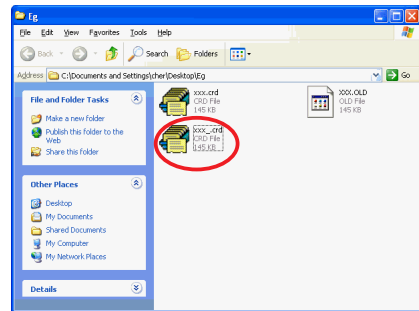 Eg
File Edit View Favorites Tools Help
Back Search Folders
Address C:\Documents and Settings\cher\Desktop\Eg Go
File and Folder Tasks
Make a new folder
Publish this folder to the Web
Share this folder
Other Places
Desktop
My Documents
Shared Documents
My Computer
My Network Places
Details
xxx.crd
CRD File
145 KB
XXX.OLD
OLD File
145 KB
xxx_.crd
CRD File
145 KB